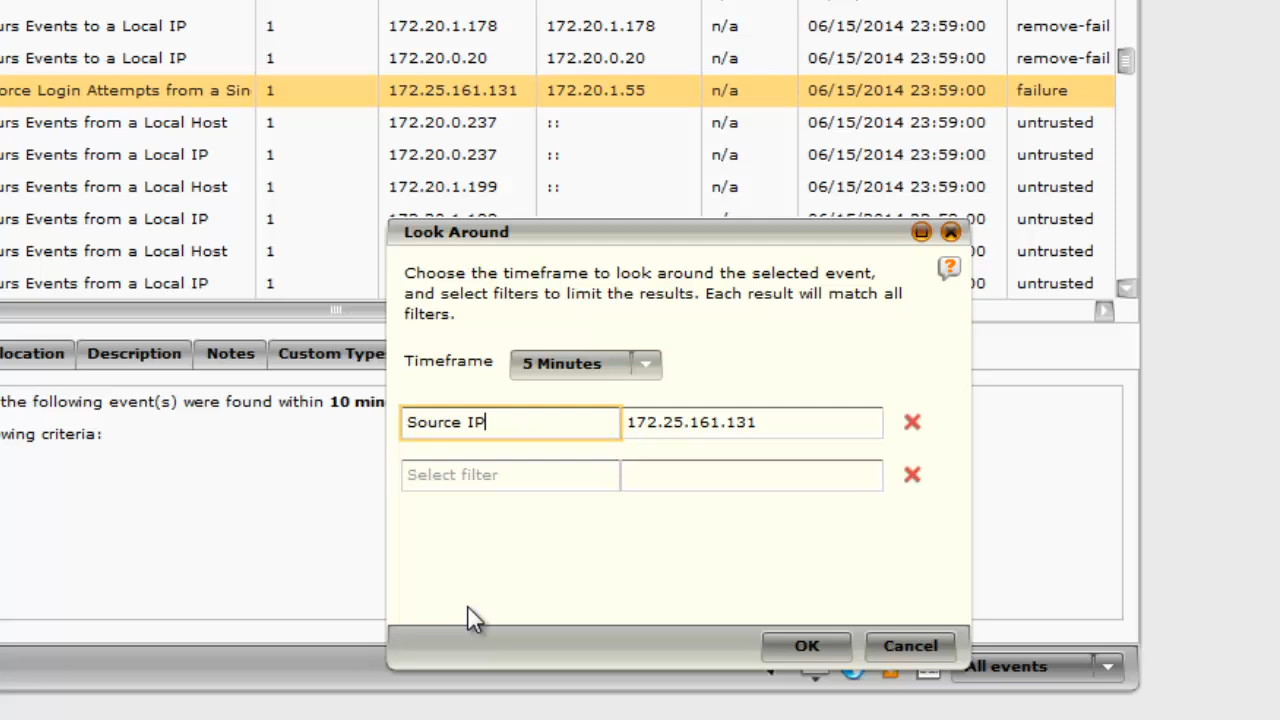 urs Events to a Local IP 1 172.20.1.178 172.20.1.178 n/a 06/15/2014 23:59:00 remove-fail
urs Events to a Local IP 1 172.20.0.20 172.20.0.20 n/a 06/15/2014 23:59:00 remove-fail
orce Login Attempts from a Sin 1 172.25.161.131 172.20.1.55 n/a 06/15/2014 23:59:00 failure
urs Events from a Local Host 1 172.20.0.237 :: n/a 06/15/2014 23:59:00 untrusted
urs Events from a Local IP 1 172.20.0.237 :: n/a 06/15/2014 23:59:00 untrusted
urs Events from a Local Host 1 172.20.1.199 :: n/a 06/15/2014 23:59:00 untrusted
urs Events from a Local IP 1 00 untrusted
urs Events from a Local Host 1 00 untrusted
urs Events from a Local IP 1 00 untrusted
Look Around
Choose the timeframe to look around the selected event,
and select filters to limit the results. Each result will match all
filters.
Timeframe 5 Minutes
Source IP 172.25.161.131
Select filter
OK Cancel
location Description Notes Custom Type
the following event(s) were found within 10 min
wing criteria:
All events